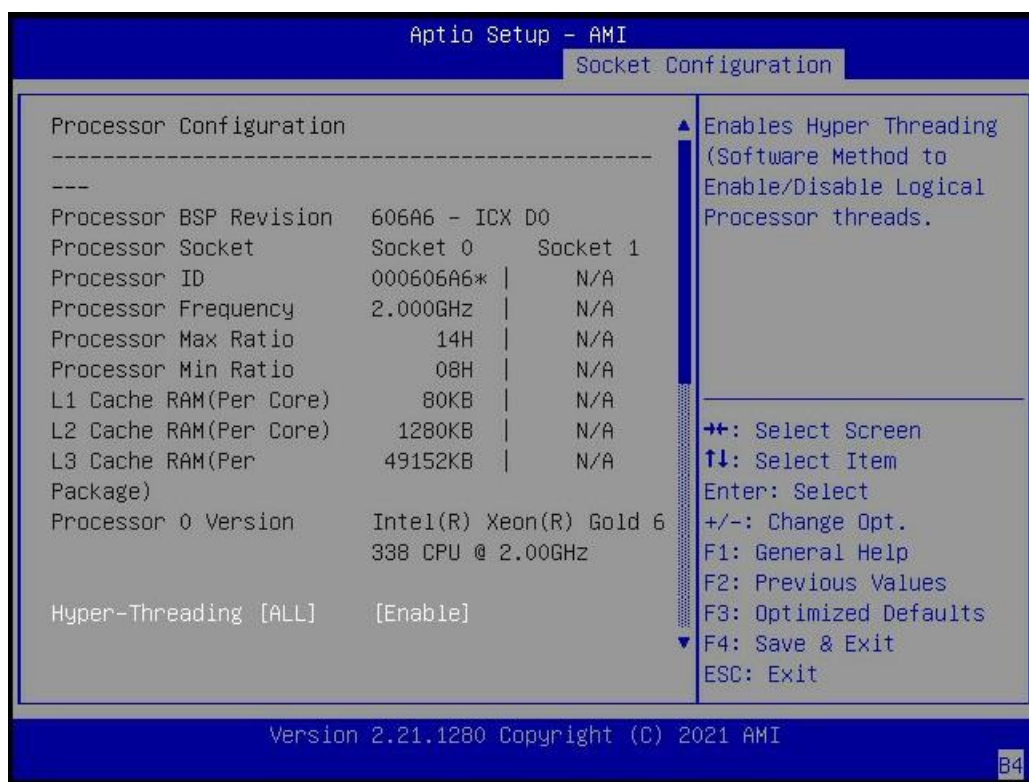 Aptio Setup – AMI
Socket Configuration
Processor Configuration
-----------------------------------------------
---
Processor BSP Revision 606A6 - ICX D0
Processor Socket Socket 0 Socket 1
Processor ID 000606A6* | N/A
Processor Frequency 2.000GHz | N/A
Processor Max Ratio 14H | N/A
Processor Min Ratio 08H | N/A
L1 Cache RAM(Per Core) 80KB | N/A
L2 Cache RAM(Per Core) 1280KB | N/A
L3 Cache RAM(Per 49152KB | N/A
Package)
Processor 0 Version Intel(R) Xeon(R) Gold 6
338 CPU @ 2.00GHz
Hyper-Threading [ALL] [Enable]
Enables Hyper Threading
(Software Method to
Enable/Disable Logical
Processor threads.
→←: Select Screen
↑↓: Select Item
Enter: Select
+/-: Change Opt.
F1: General Help
F2: Previous Values
F3: Optimized Defaults
F4: Save & Exit
ESC: Exit
Version 2.21.1280 Copyright (C) 2021 AMI
B4